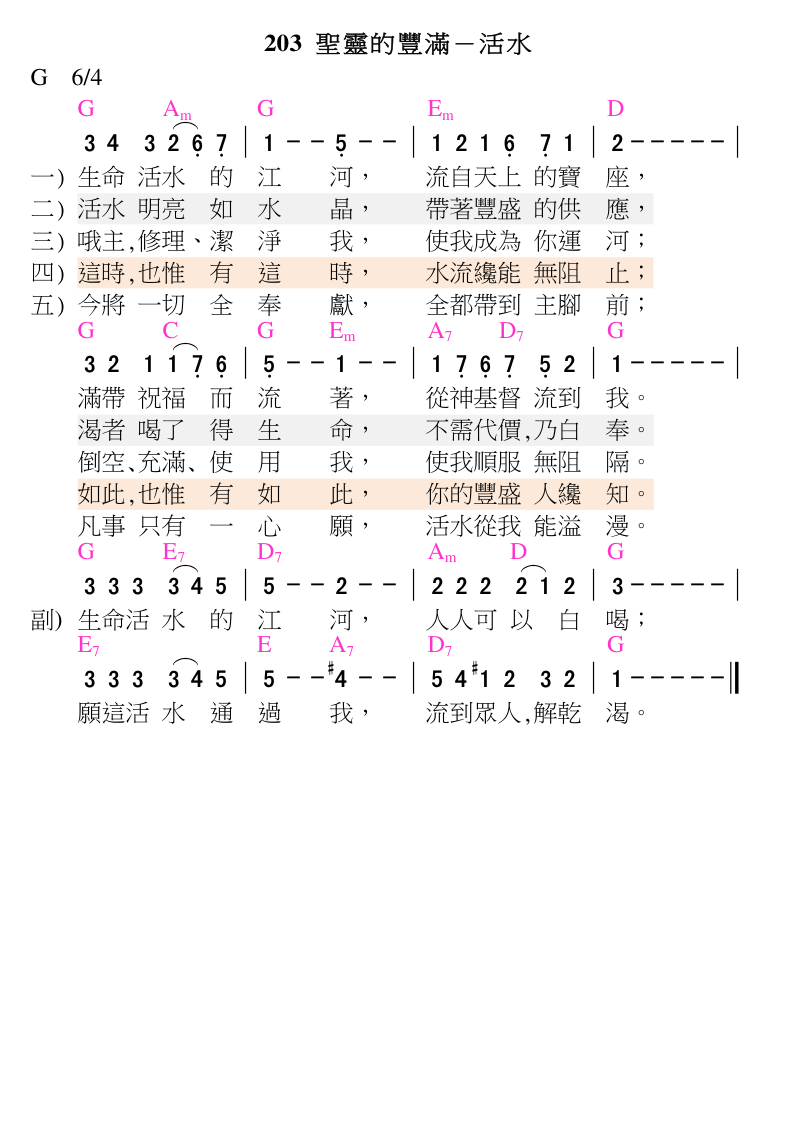 203 聖靈的豐滿－活水
G 6/4
G Am G Em D
3 4 3 2 6̣ 7̣ | 1 - - 5̣ - - | 1 2 1 6̣ 7̣ 1 | 2 - - - - - |
一) 生命 活水 的 江 河， 流自天上 的寶 座，
二) 活水 明亮 如 水 晶， 帶著豐盛 的供 應，
三) 哦主,修理、潔 淨 我， 使我成為 你運 河；
四) 這時,也惟 有 這 時， 水流纔能 無阻 止；
五) 今將 一切 全 奉 獻， 全都帶到 主腳 前；
G C G Em A7 D7 G
3 2 1 1 7̣ 6̣ | 5̣ - - 1 - - | 1 7̣ 6̣ 7̣ 5̣ 2 | 1 - - - - - |
滿帶 祝福 而 流 著， 從神基督 流到 我。
渴者 喝了 得 生 命， 不需代價,乃白 奉。
倒空、充滿、使 用 我， 使我順服 無阻 隔。
如此,也惟 有 如 此， 你的豐盛 人纔 知。
凡事 只有 一 心 願， 活水從我 能溢 漫。
G E7 D7 Am D G
3 3 3 3 4 5 | 5 - - 2 - - | 2 2 2 2 1 2 | 3 - - - - - |
副) 生命活 水 的 江 河， 人人可 以 白 喝；
E7 E A7 D7 G
3 3 3 3 4 5 | 5 - - #4 - - | 5 4 #1 2 3 2 | 1 - - - - - ||
願這活 水 通 過 我， 流到眾人,解乾 渴。